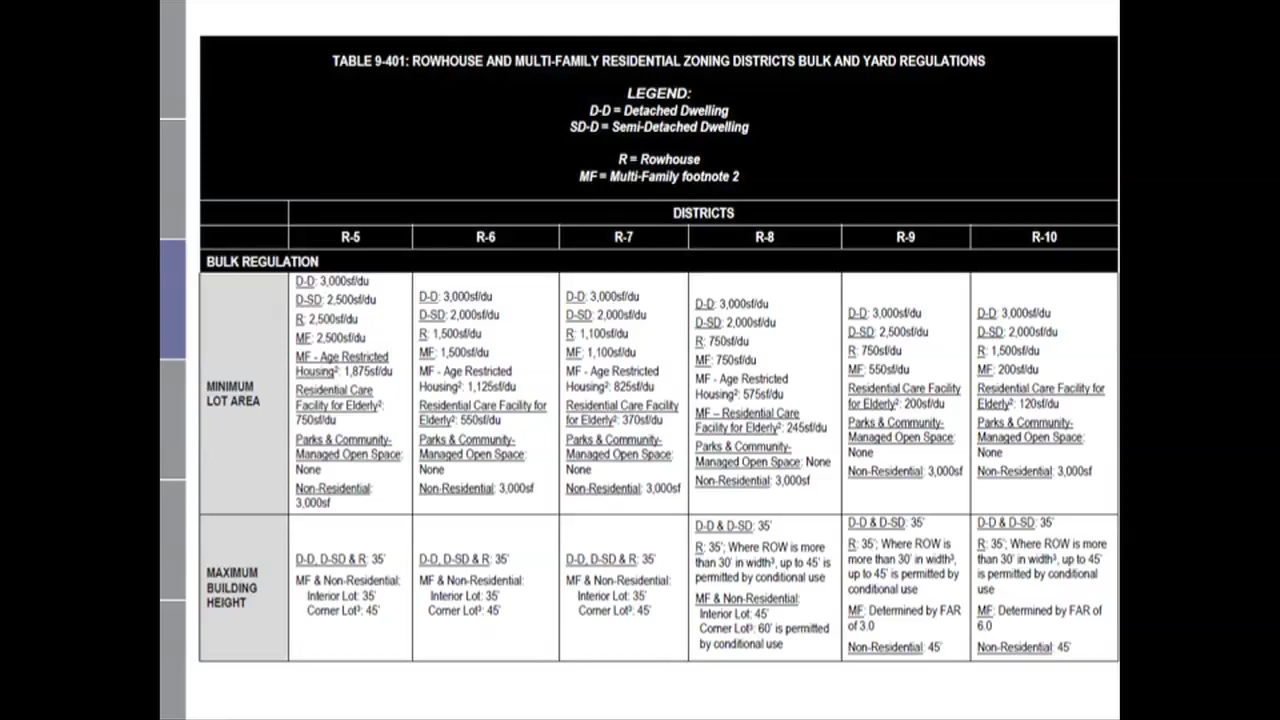 TABLE 9-401: ROWHOUSE AND MULTI-FAMILY RESIDENTIAL ZONING DISTRICTS BULK AND YARD REGULATIONS
LEGEND:
D-D = Detached Dwelling
SD-D = Semi-Detached Dwelling
R = Rowhouse
MF = Multi-Family footnote 2
DISTRICTS
R-5 R-6 R-7 R-8 R-9 R-10
BULK REGULATION
MINIMUM
LOT AREA
D-D: 3,000sf/du
D-SD: 2,500sf/du
R: 2,500sf/du
MF: 2,500sf/du
MF - Age Restricted
Housing²: 1,875sf/du
Residential Care
Facility for Elderly²:
750sf/du
Parks & Community-
Managed Open Space:
None
Non-Residential:
3,000sf
D-D: 3,000sf/du
D-SD: 2,000sf/du
R: 1,500sf/du
MF: 1,500sf/du
MF - Age Restricted
Housing²: 1,125sf/du
Residential Care Facility for
Elderly²: 550sf/du
Parks & Community-
Managed Open Space:
None
Non-Residential: 3,000sf
D-D: 3,000sf/du
D-SD: 2,000sf/du
R: 1,100sf/du
MF: 1,100sf/du
MF - Age Restricted
Housing²: 825sf/du
Residential Care Facility
for Elderly²: 370sf/du
Parks & Community-
Managed Open Space:
None
Non-Residential: 3,000sf
D-D: 3,000sf/du
D-SD: 2,000sf/du
R: 750sf/du
MF: 750sf/du
MF - Age Restricted
Housing²: 575sf/du
MF – Residential Care
Facility for Elderly²: 245sf/du
Parks & Community-
Managed Open Space: None
Non-Residential: 3,000sf
D-D: 3,000sf/du
D-SD: 2,500sf/du
R: 750sf/du
MF: 550sf/du
Residential Care Facility
for Elderly²: 200sf/du
Parks & Community-
Managed Open Space:
None
Non-Residential: 3,000sf
D-D: 3,000sf/du
D-SD: 2,000sf/du
R: 1,500sf/du
MF: 200sf/du
Residential Care Facility for
Elderly²: 120sf/du
Parks & Community-
Managed Open Space:
None
Non-Residential: 3,000sf
MAXIMUM
BUILDING
HEIGHT
D-D, D-SD & R: 35'
MF & Non-Residential:
Interior Lot: 35'
Corner Lot³: 45'
D-D, D-SD & R: 35'
MF & Non-Residential:
Interior Lot: 35'
Corner Lot³: 45'
D-D, D-SD & R: 35'
MF & Non-Residential:
Interior Lot: 35'
Corner Lot³: 45'
D-D & D-SD: 35'
R: 35'; Where ROW is more
than 30' in width³, up to 45' is
permitted by conditional use
MF & Non-Residential:
Interior Lot: 45'
Corner Lot³: 60' is permitted
by conditional use
D-D & D-SD: 35'
R: 35'; Where ROW is
more than 30' in width³,
up to 45' is permitted by
conditional use
MF: Determined by FAR
of 3.0
Non-Residential: 45'
D-D & D-SD: 35'
R: 35'; Where ROW is more
than 30' in width³, up to 45'
is permitted by conditional
use
MF: Determined by FAR of
6.0
Non-Residential: 45'